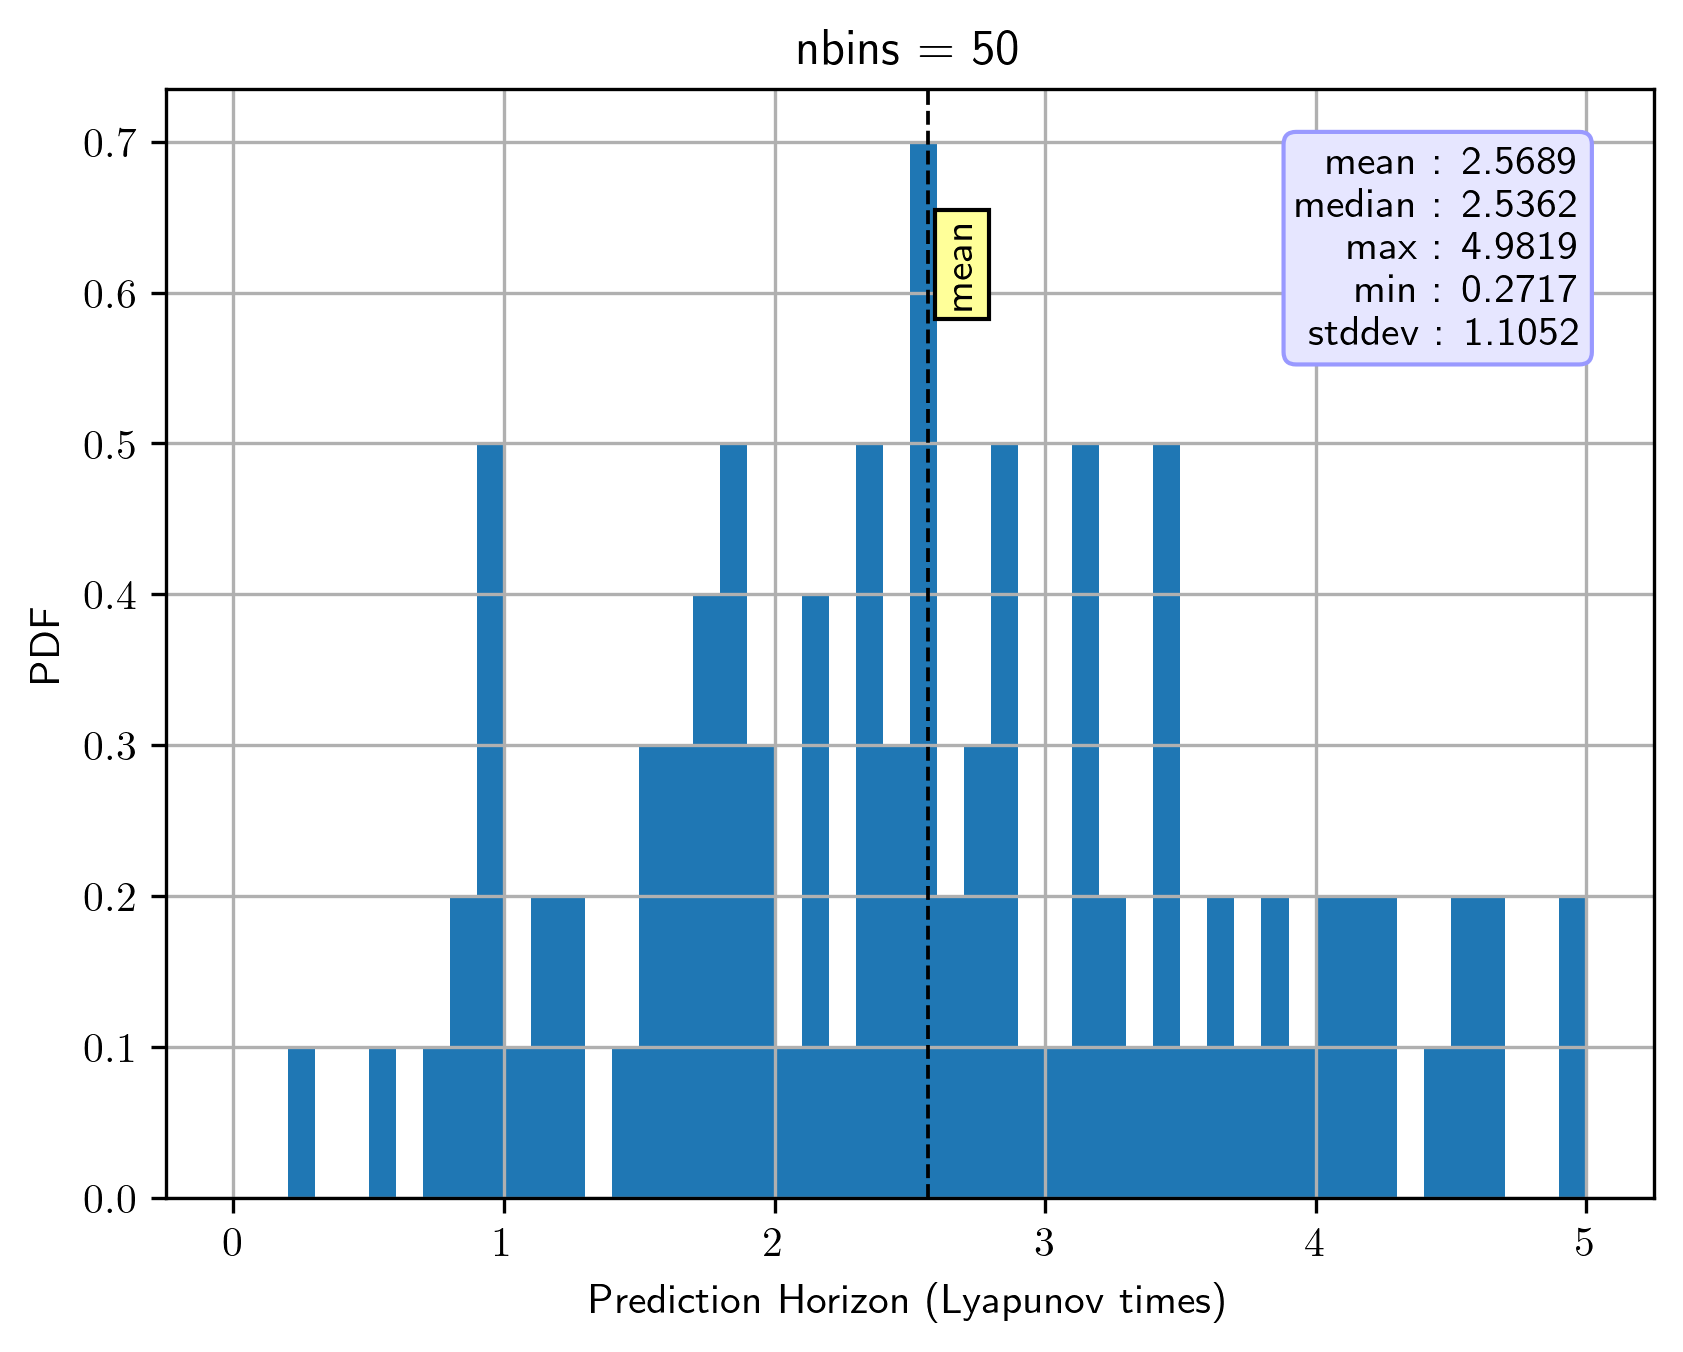 nbins = 50
0.7
0.6
0.5
0.4
0.3
0.2
0.1
0.0
PDF
mean
mean : 2.5689
median : 2.5362
max : 4.9819
min : 0.2717
stddev : 1.1052
0 1 2 3 4 5
Prediction Horizon (Lyapunov times)